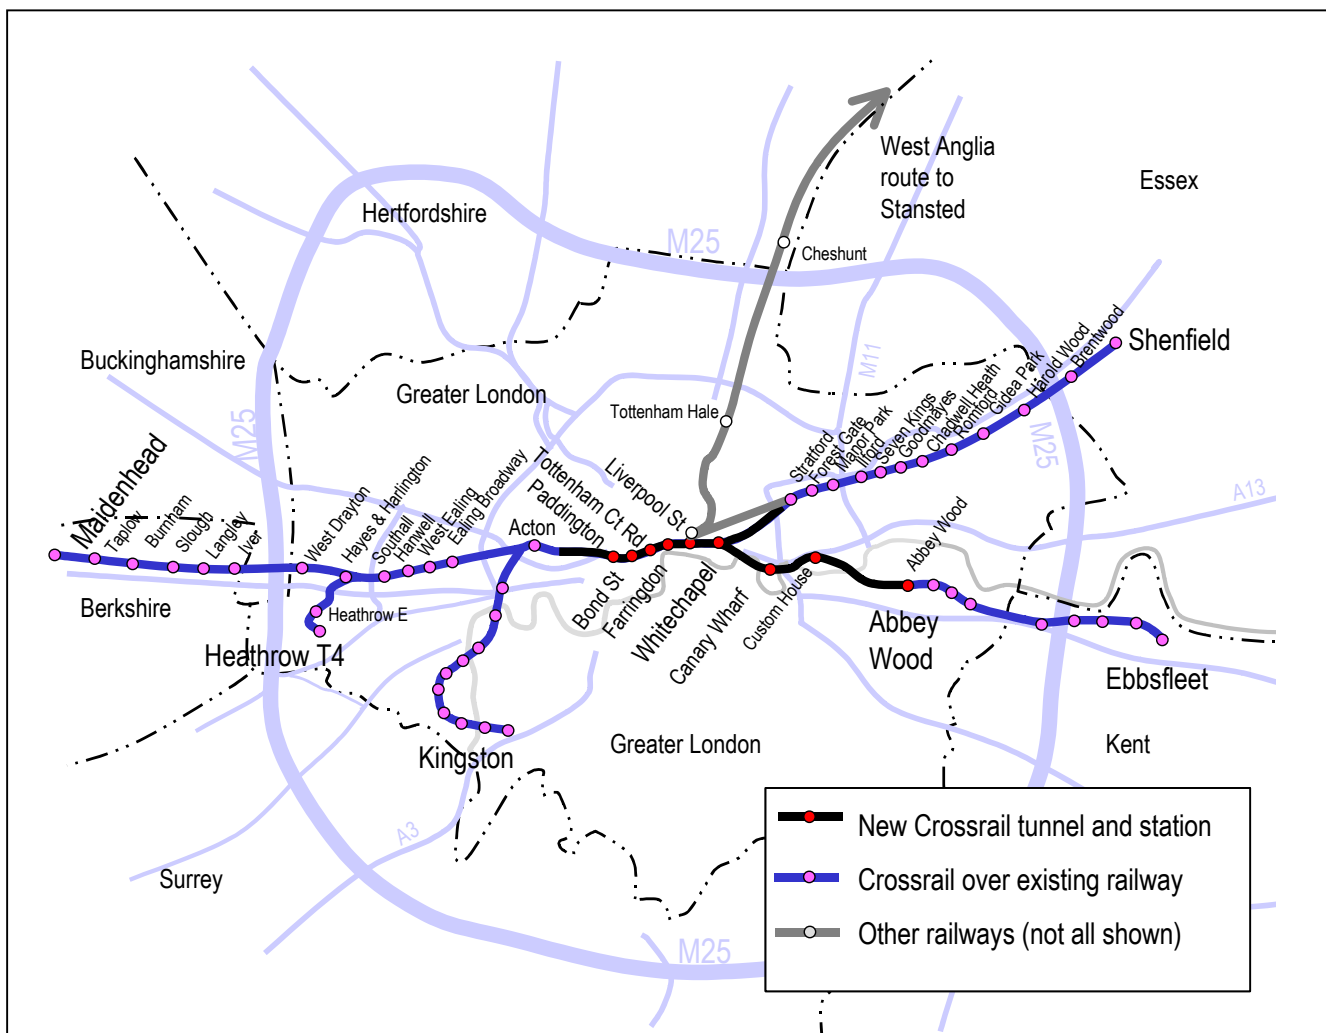 West Anglia
route to
Stansted
Essex
Hertfordshire
M25
Cheshunt
Buckinghamshire
Greater London
M11
Shenfield
Brentwood
Harold Wood
Gidea Park
Romford
Chadwell Heath
Goodmayes
Seven Kings
Ilford
Manor Park
Forest Gate
Stratford
Tottenham Hale
M25
M25
A13
Maidenhead
Taplow
Burnham
Slough
Langley
Iver
West Drayton
Hayes & Harlington
Southall
Hanwell
West Ealing
Ealing Broadway
Acton
Paddington
Tottenham Ct Rd
Liverpool St
Bond St
Farringdon
Whitechapel
Canary Wharf
Custom House
Abbey Wood
Berkshire
Heathrow E
Heathrow T4
Abbey
Wood
Ebbsfleet
Kingston
Greater London
Kent
A3
Surrey
M25
New Crossrail tunnel and station
Crossrail over existing railway
Other railways (not all shown)